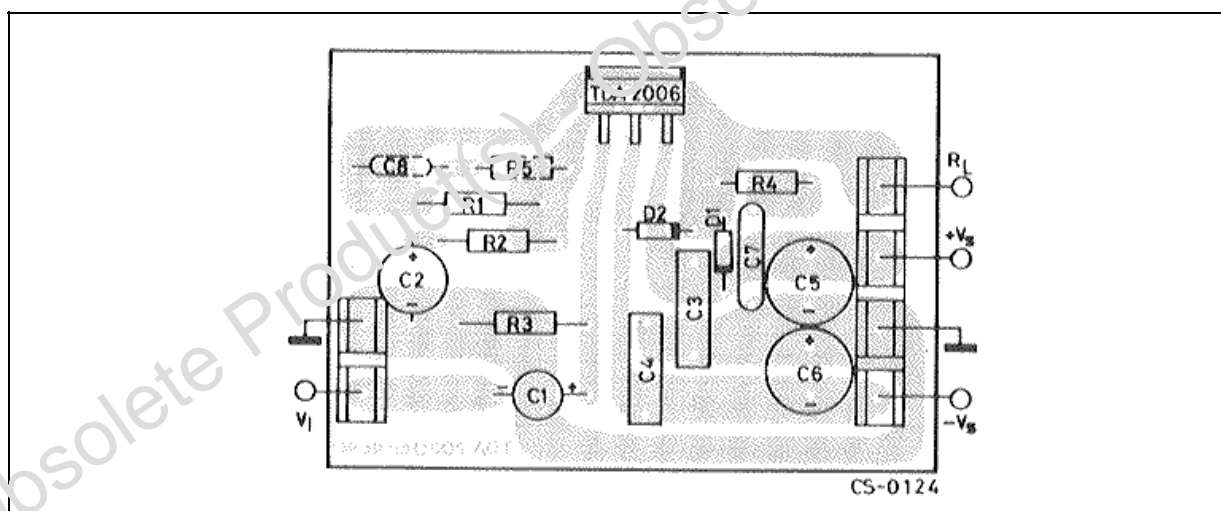 Obsolete Product(s) - Obso
TDA2006
C8
R5
R1
R2
C2
R3
C1
D2
D1
C7
R4
C3
C4
C5
C6
RL
+Vs
-Vs
VI
CS-0124